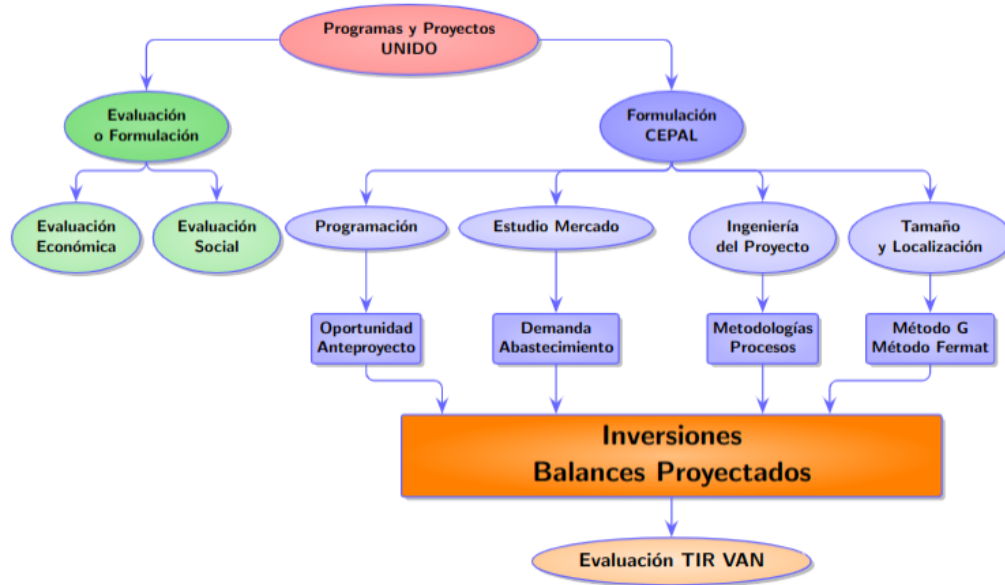 Programas y Proyectos
UNIDO
Evaluación
o Formulación
Formulación
CEPAL
Evaluación
Económica
Evaluación
Social
Programación
Estudio Mercado
Ingeniería
del Proyecto
Tamaño
y Localización
Oportunidad
Anteproyecto
Demanda
Abastecimiento
Metodologías
Procesos
Método G
Método Fermat
Inversiones
Balances Proyectados
Evaluación TIR VAN